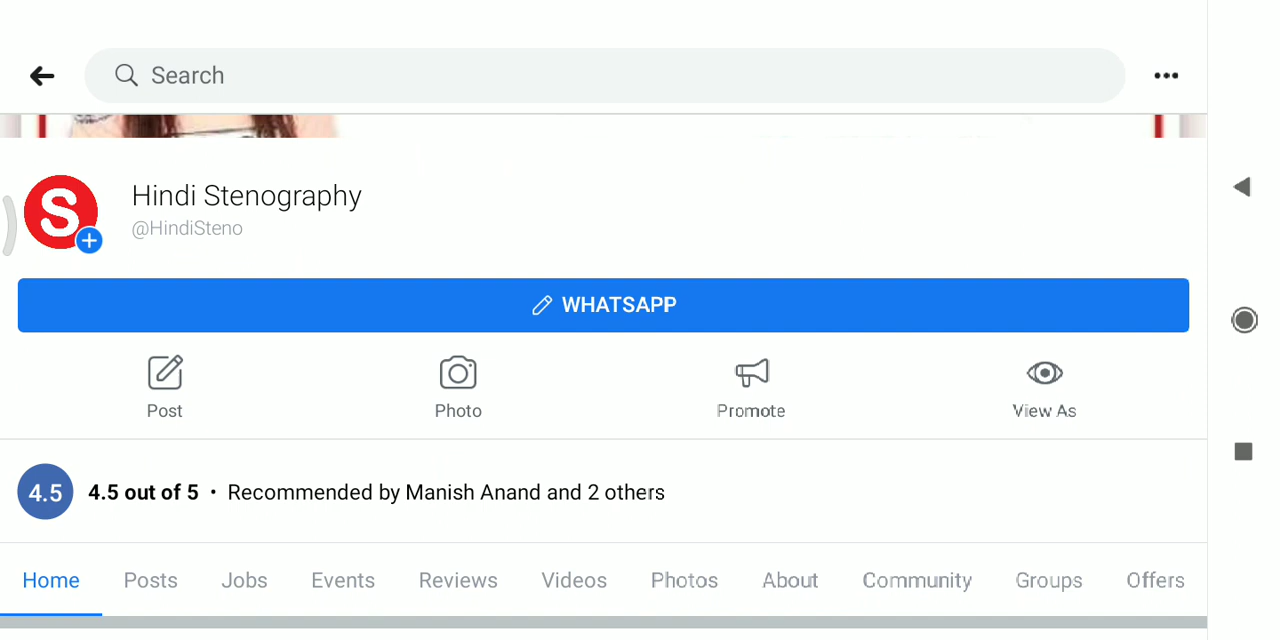 Search
S
Hindi Stenography
@HindiSteno
WHATSAPP
Post Photo Promote View As
4.5 4.5 out of 5 • Recommended by Manish Anand and 2 others
Home Posts Jobs Events Reviews Videos Photos About Community Groups Offers